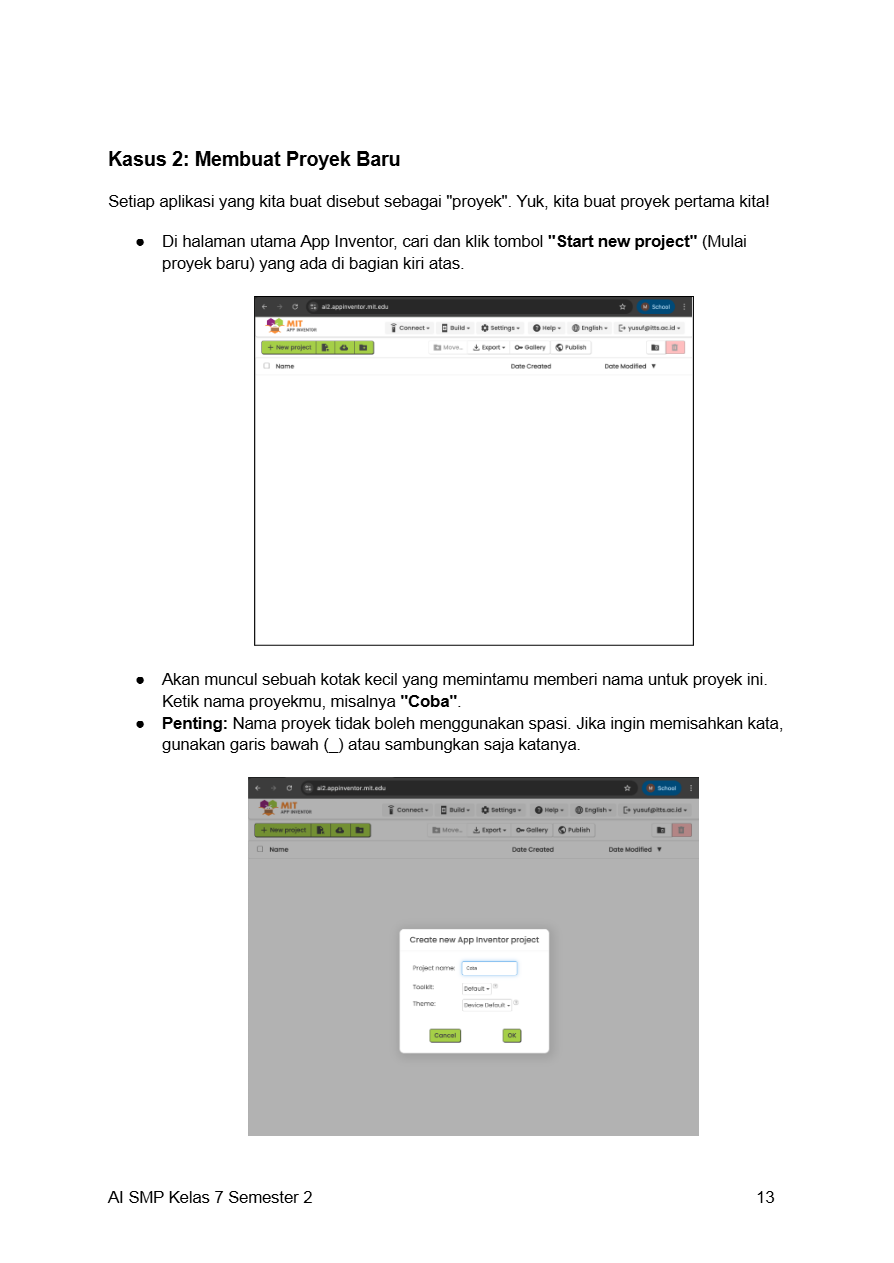 Kasus 2: Membuat Proyek Baru
Setiap aplikasi yang kita buat disebut sebagai "proyek". Yuk, kita buat proyek pertama kita!
● Di halaman utama App Inventor, cari dan klik tombol "Start new project" (Mulai
proyek baru) yang ada di bagian kiri atas.
ai2.appinventor.mit.edu
M School
MIT
APP INVENTOR
Connect
Build
Settings
Help
English
yusuf@itts.ac.id
+ New project
Move...
Export
Gallery
Publish
Name
Date Created
Date Modified ▼
● Akan muncul sebuah kotak kecil yang memintamu memberi nama untuk proyek ini.
Ketik nama proyekmu, misalnya "Coba".
● Penting: Nama proyek tidak boleh menggunakan spasi. Jika ingin memisahkan kata,
gunakan garis bawah (_) atau sambungkan saja katanya.
ai2.appinventor.mit.edu
M School
MIT
APP INVENTOR
Connect
Build
Settings
Help
English
yusuf@itts.ac.id
+ New project
Move...
Export
Gallery
Publish
Name
Date Created
Date Modified ▼
Create new App Inventor project
Project name: Coba
Toolkit: Default
Theme: Device Default
Cancel
OK
AI SMP Kelas 7 Semester 2
13